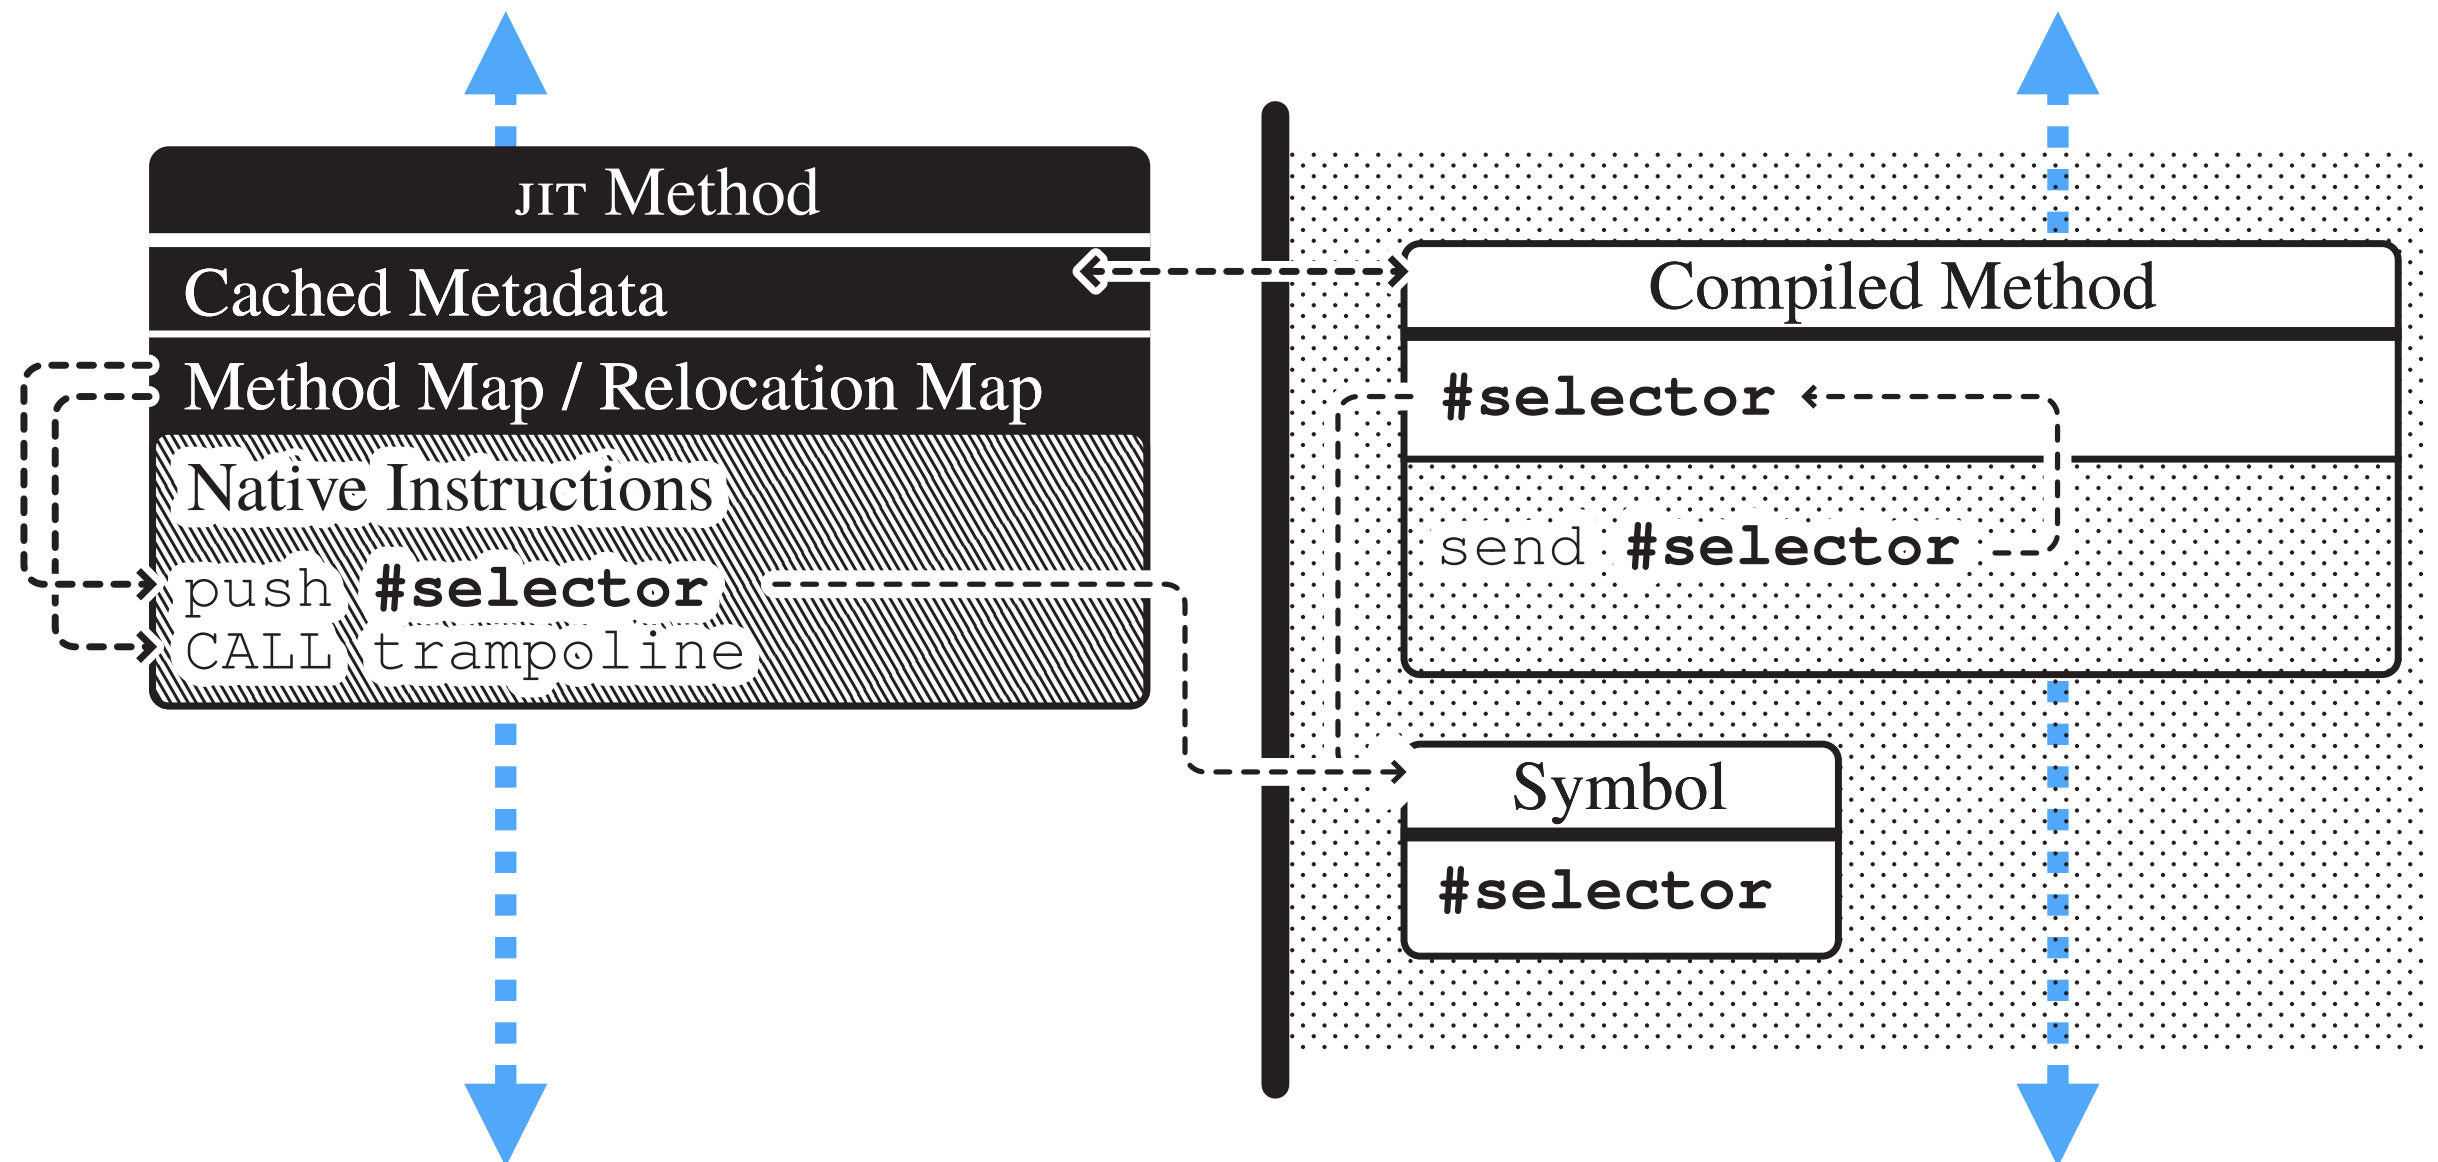 JIT Method
Cached Metadata
Method Map / Relocation Map
Native Instructions
push #selector
CALL trampoline
Compiled Method
#selector
send #selector
Symbol
#selector